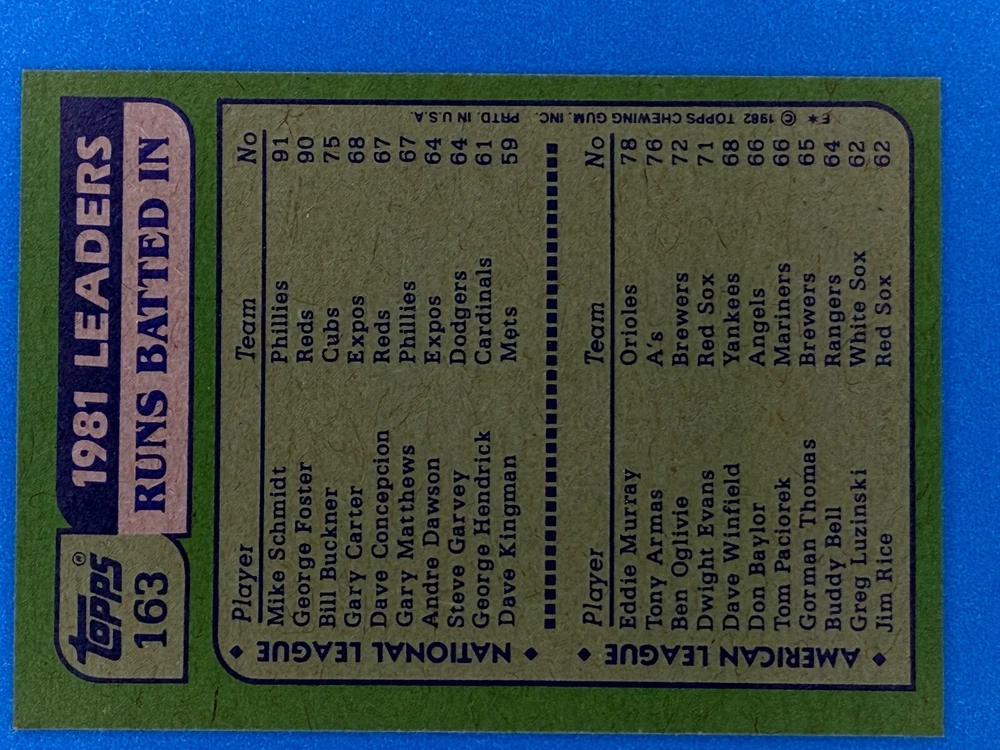 Topps®
163
1981 LEADERS
RUNS BATTED IN
♦ NATIONAL LEAGUE ♦
Player Team No
Mike Schmidt Phillies 91
George Foster Reds 90
Bill Buckner Cubs 75
Gary Carter Expos 68
Dave Concepcion Reds 67
Gary Matthews Phillies 67
Andre Dawson Expos 64
Steve Garvey Dodgers 64
George Hendrick Cardinals 61
Dave Kingman Mets 59
♦ AMERICAN LEAGUE ♦
Player Team No
Eddie Murray Orioles 78
Tony Armas A's 76
Ben Oglivie Brewers 72
Dwight Evans Red Sox 71
Dave Winfield Yankees 68
Don Baylor Angels 66
Tom Paciorek Mariners 66
Gorman Thomas Brewers 65
Buddy Bell Rangers 64
Greg Luzinski White Sox 62
Jim Rice Red Sox 62
E* © 1982 TOPPS CHEWING GUM. INC. PRTD. IN U.S.A.